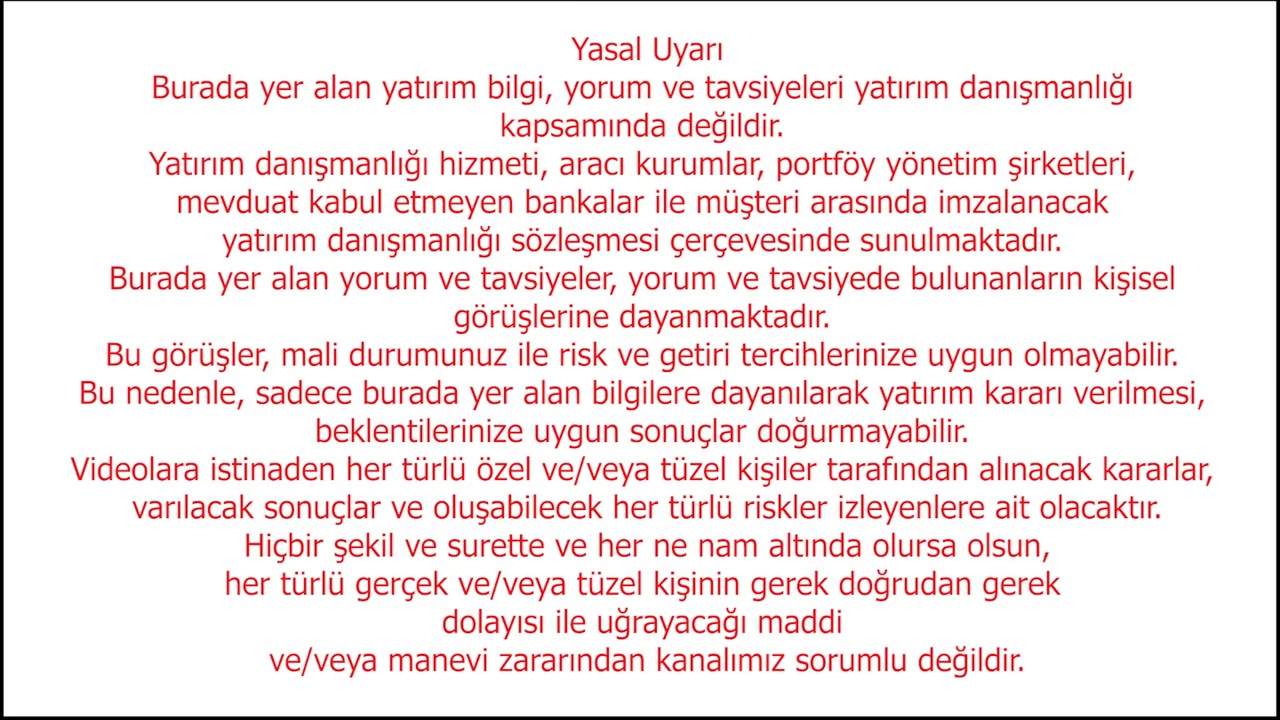 Yasal Uyarı
Burada yer alan yatırım bilgi, yorum ve tavsiyeleri yatırım danışmanlığı
kapsamında değildir.
Yatırım danışmanlığı hizmeti, aracı kurumlar, portföy yönetim şirketleri,
mevduat kabul etmeyen bankalar ile müşteri arasında imzalanacak
yatırım danışmanlığı sözleşmesi çerçevesinde sunulmaktadır.
Burada yer alan yorum ve tavsiyeler, yorum ve tavsiyede bulunanların kişisel
görüşlerine dayanmaktadır.
Bu görüşler, mali durumunuz ile risk ve getiri tercihlerinize uygun olmayabilir.
Bu nedenle, sadece burada yer alan bilgilere dayanılarak yatırım kararı verilmesi,
beklentilerinize uygun sonuçlar doğurmayabilir.
Videolara istinaden her türlü özel ve/veya tüzel kişiler tarafından alınacak kararlar,
varılacak sonuçlar ve oluşabilecek her türlü riskler izleyenlere ait olacaktır.
Hiçbir şekil ve surette ve her ne nam altında olursa olsun,
her türlü gerçek ve/veya tüzel kişinin gerek doğrudan gerek
dolayısı ile uğrayacağı maddi
ve/veya manevi zararından kanalımız sorumlu değildir.